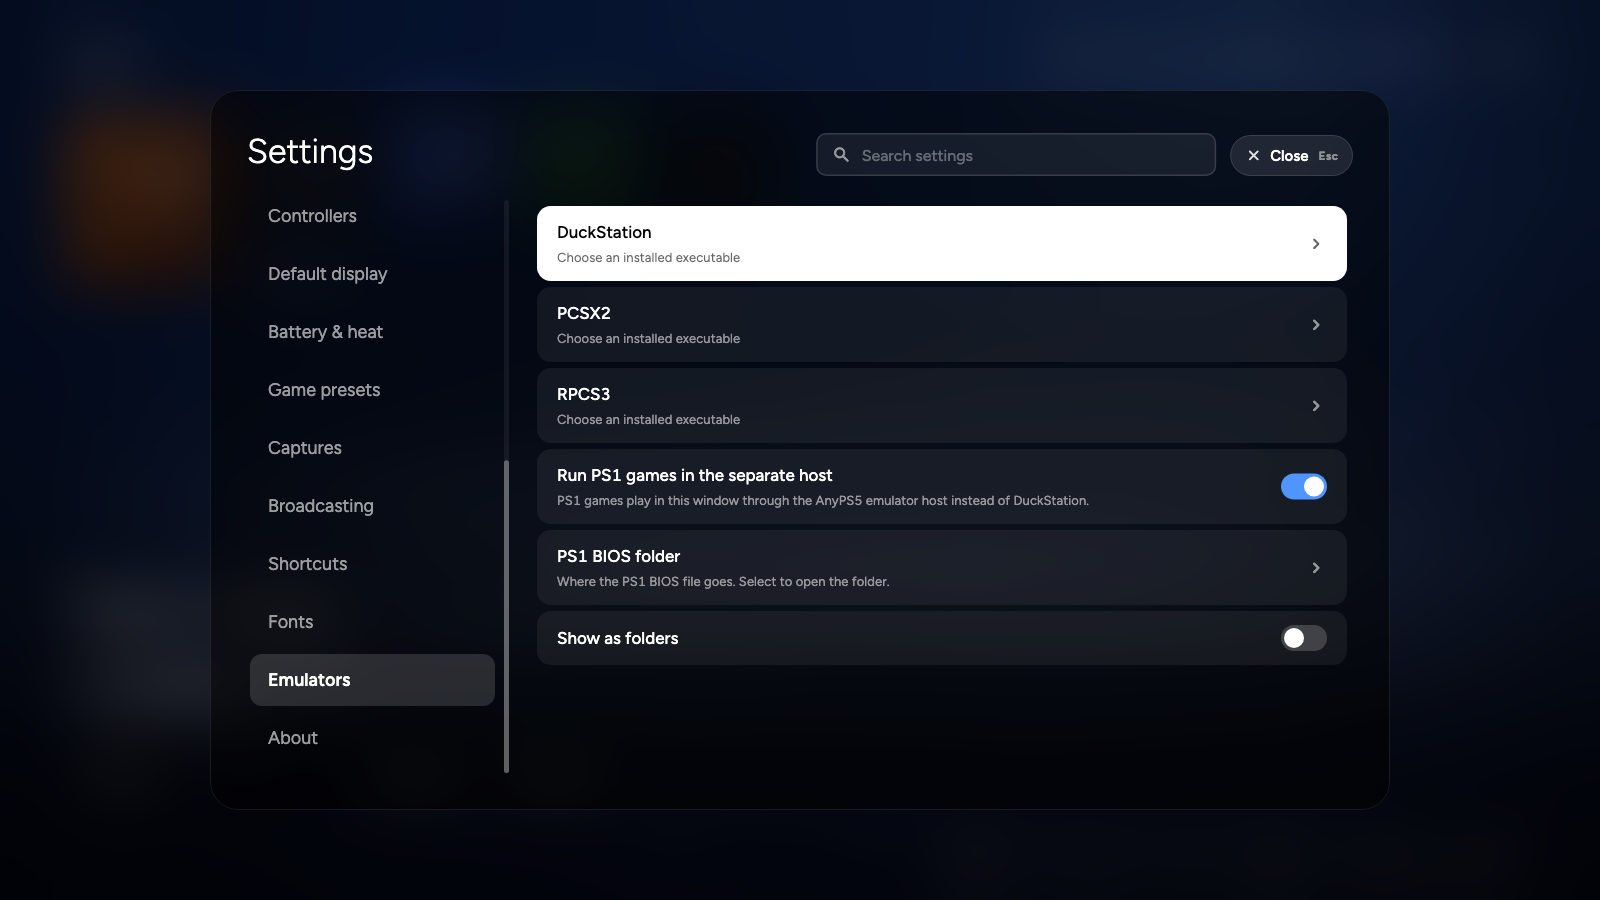 Settings
Search settings
Close Esc
Controllers
Default display
Battery & heat
Game presets
Captures
Broadcasting
Shortcuts
Fonts
Emulators
About
DuckStation
Choose an installed executable
PCSX2
Choose an installed executable
RPCS3
Choose an installed executable
Run PS1 games in the separate host
PS1 games play in this window through the AnyPS5 emulator host instead of DuckStation.
PS1 BIOS folder
Where the PS1 BIOS file goes. Select to open the folder.
Show as folders